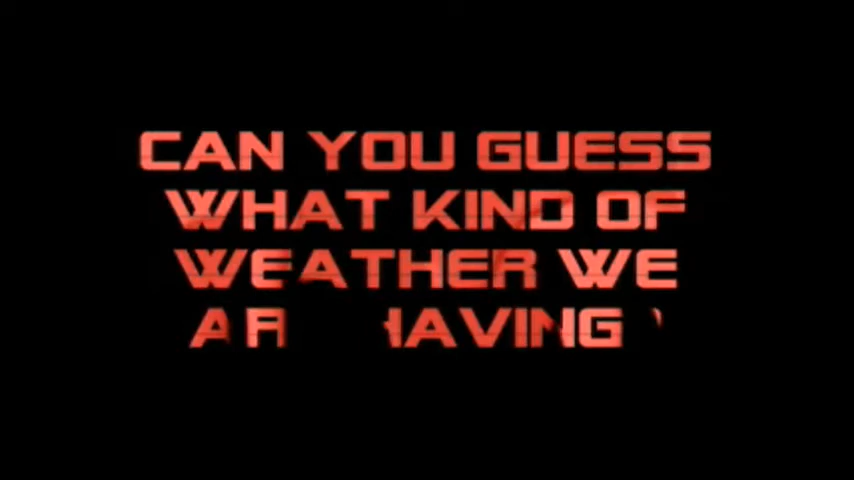 CAN YOU GUESS
WHAT KIND OF
WEATHER WE
HAVING